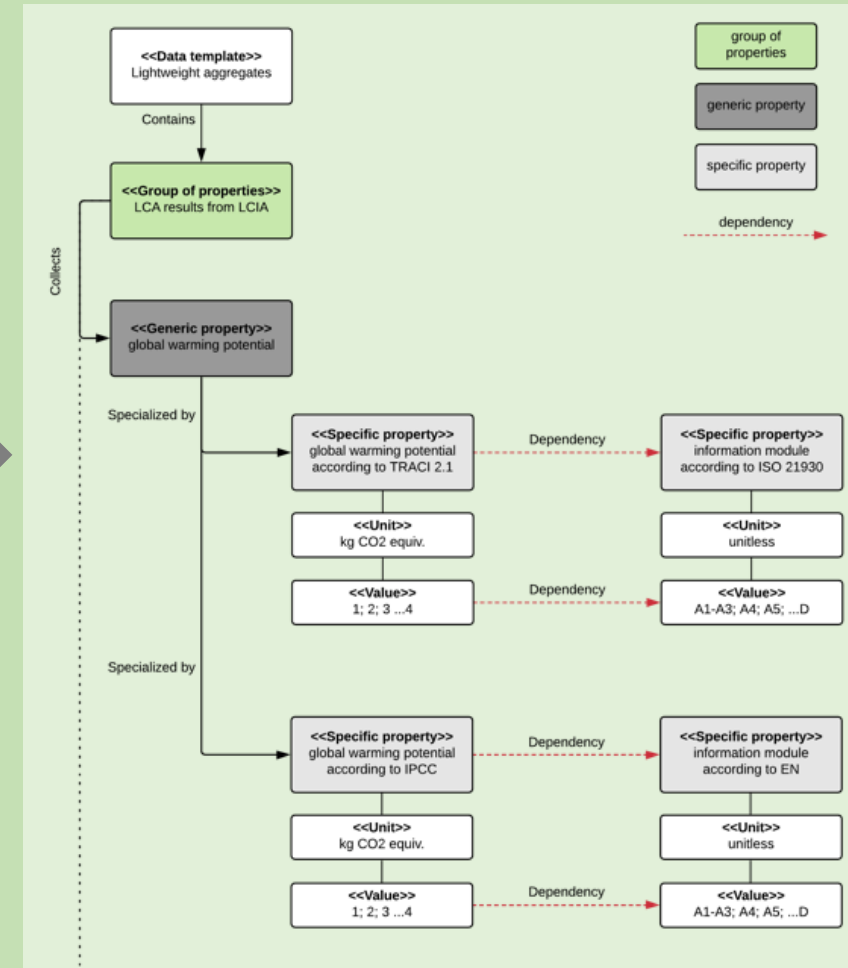 <<Data template>>
Lightweight aggregates
Contains
<<Group of properties>>
LCA results from LCIA
Collects
<<Generic property>>
global warming potential
group of
properties
generic property
specific property
dependency
Specialized by
<<Specific property>>
global warming potential
according to TRACI 2.1
Dependency
<<Specific property>>
information module
according to ISO 21930
<<Unit>>
kg CO2 equiv.
<<Unit>>
unitless
<<Value>>
1; 2; 3 ...4
Dependency
<<Value>>
A1-A3; A4; A5; ...D
Specialized by
<<Specific property>>
global warming potential
according to IPCC
Dependency
<<Specific property>>
information module
according to EN
<<Unit>>
kg CO2 equiv.
<<Unit>>
unitless
<<Value>>
1; 2; 3 ...4
Dependency
<<Value>>
A1-A3; A4; A5; ...D